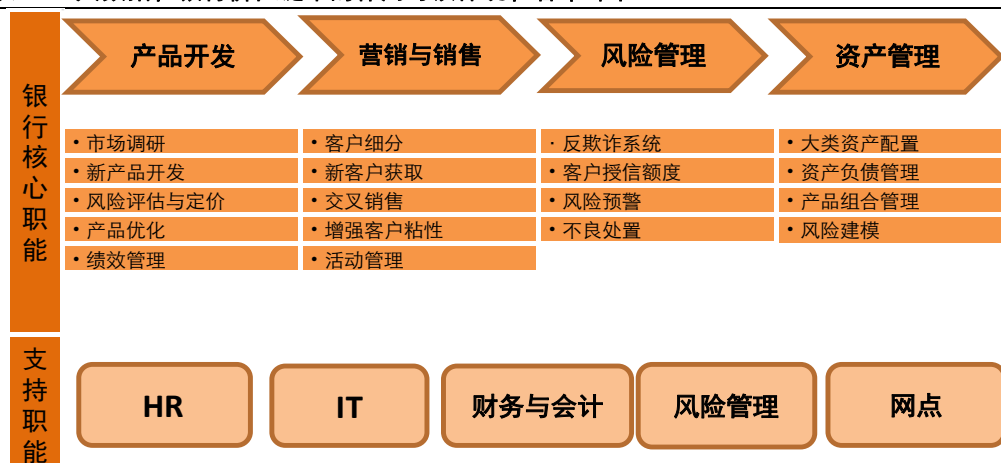 银行核心职能
产品开发
营销与销售
风险管理
资产管理
• 市场调研
• 新产品开发
• 风险评估与定价
• 产品优化
• 绩效管理
• 客户细分
• 新客户获取
• 交叉销售
• 增强客户粘性
• 活动管理
· 反欺诈系统
• 客户授信额度
• 风险预警
• 不良处置
• 大类资产配置
• 资产负债管理
• 产品组合管理
• 风险建模
支持职能
HR
IT
财务与会计
风险管理
网点